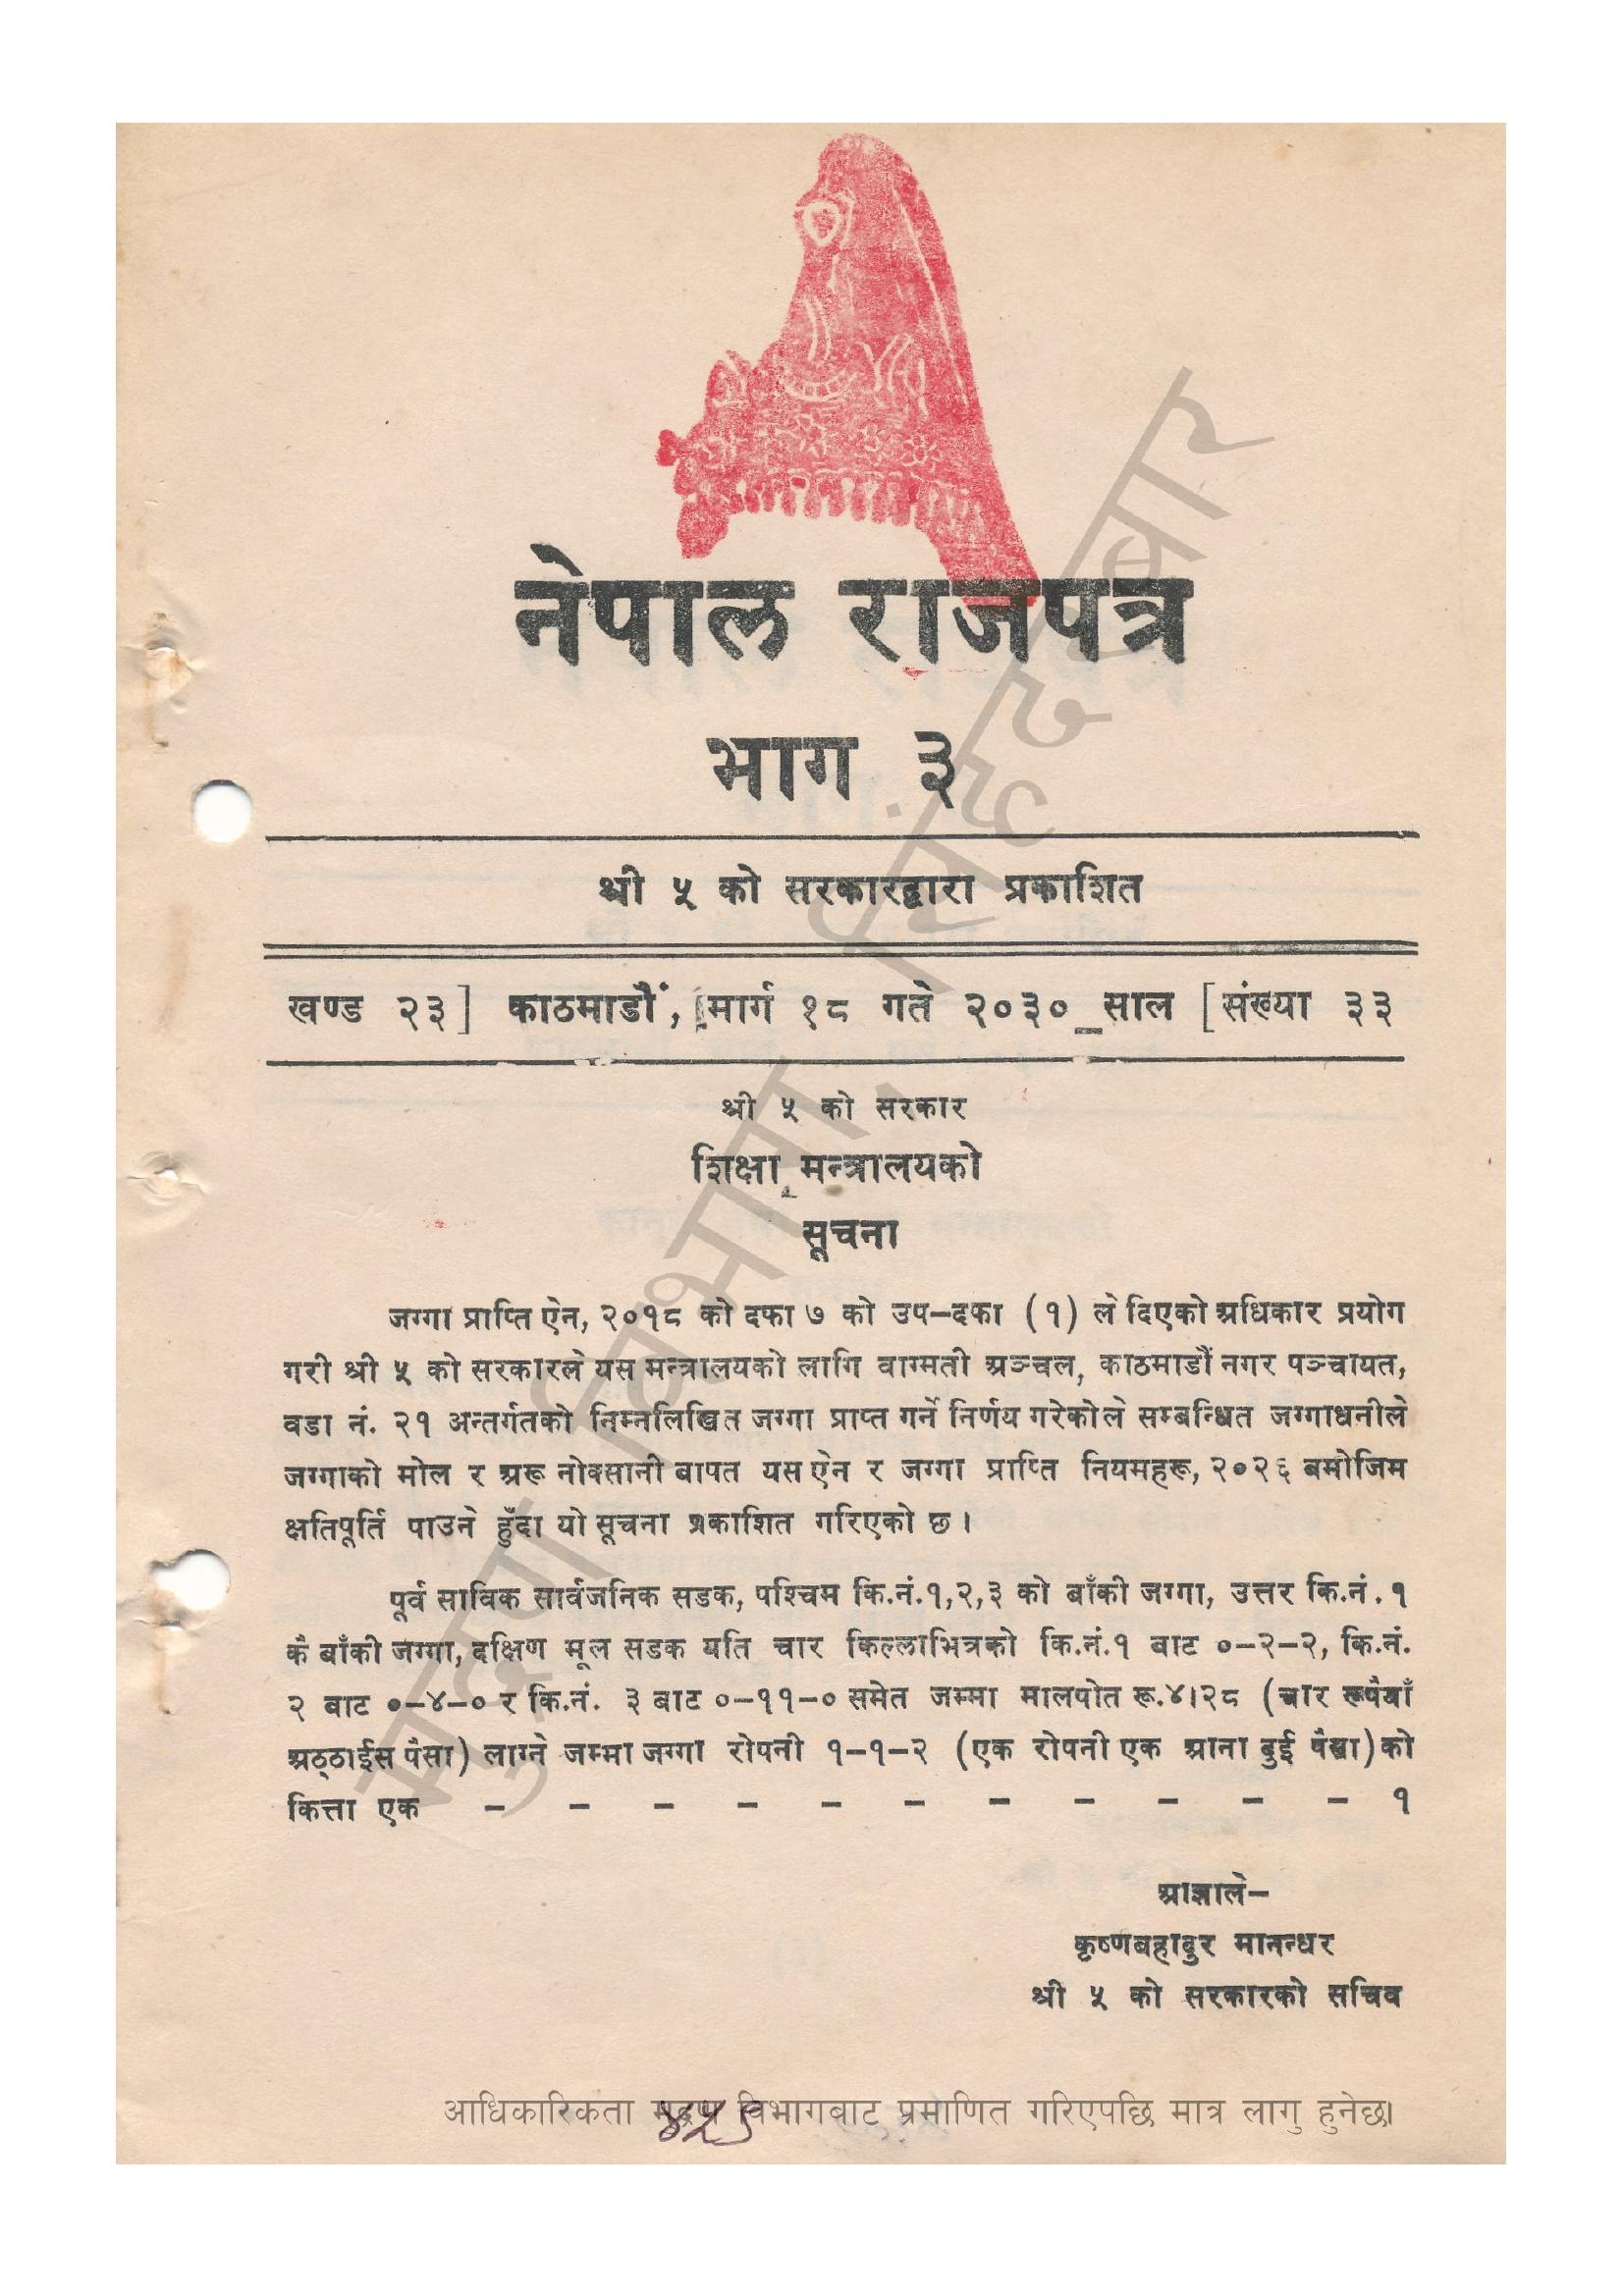 नेपाल राजपत्र
भाग ३
श्री ५ को सरकारद्वारा प्रकाशित
खण्ड २३] काठमाडौं, मार्ग १८ गते २०३० साल [संख्या ३३
श्री ५ को सरकार
शिक्षा मन्त्रालयको
सूचना
जग्गा प्राप्ति ऐन, २०१८ को दफा ७ को उप-दफा (१) ले दिएको अधिकार प्रयोग
गरी श्री ५ को सरकारले यस मन्त्रालयको लागि वाग्मती अञ्चल, काठमाडौं नगर पञ्चायत,
वडा नं. २१ अन्तर्गतको निम्नलिखित जग्गा प्राप्त गर्ने निर्णय गरेकोले सम्बन्धित जग्गाधनीले
जग्गाको मोल र अरू नोक्सानी बापत यस ऐन र जग्गा प्राप्ति नियमहरू, २०२६ बमोजिम
क्षतिपूर्ति पाउने हुँदा यो सूचना प्रकाशित गरिएको छ।
पूर्व साविक सार्वजनिक सडक, पश्चिम कि.नं.१,२,३ को बाँकी जग्गा, उत्तर कि.नं. १
कै बाँकी जग्गा, दक्षिण मूल सडक यति चार किल्लाभित्रको कि.नं.१ बाट ०-२-२, कि.नं.
२ बाट ०-४-० र कि.नं. ३ बाट ०-११-० समेत जम्मा मालपोत रू.४।२८ (चार रूपैयाँ
अठ्ठाईस पैसा) लाग्ने जम्मा जग्गा रोपनी १-१-२ (एक रोपनी एक आना दुई पैसा) को
कित्ता एक - - - - - - - - - - - १
आज्ञाले-
कृष्णबहादुर मानन्धर
श्री ५ को सरकारको सचिव
मुद्रण विभाग, सिंहदरबार
आधिकारिकता मुद्रण विभागबाट प्रमाणित गरिएपछि मात्र लागु हुनेछ।